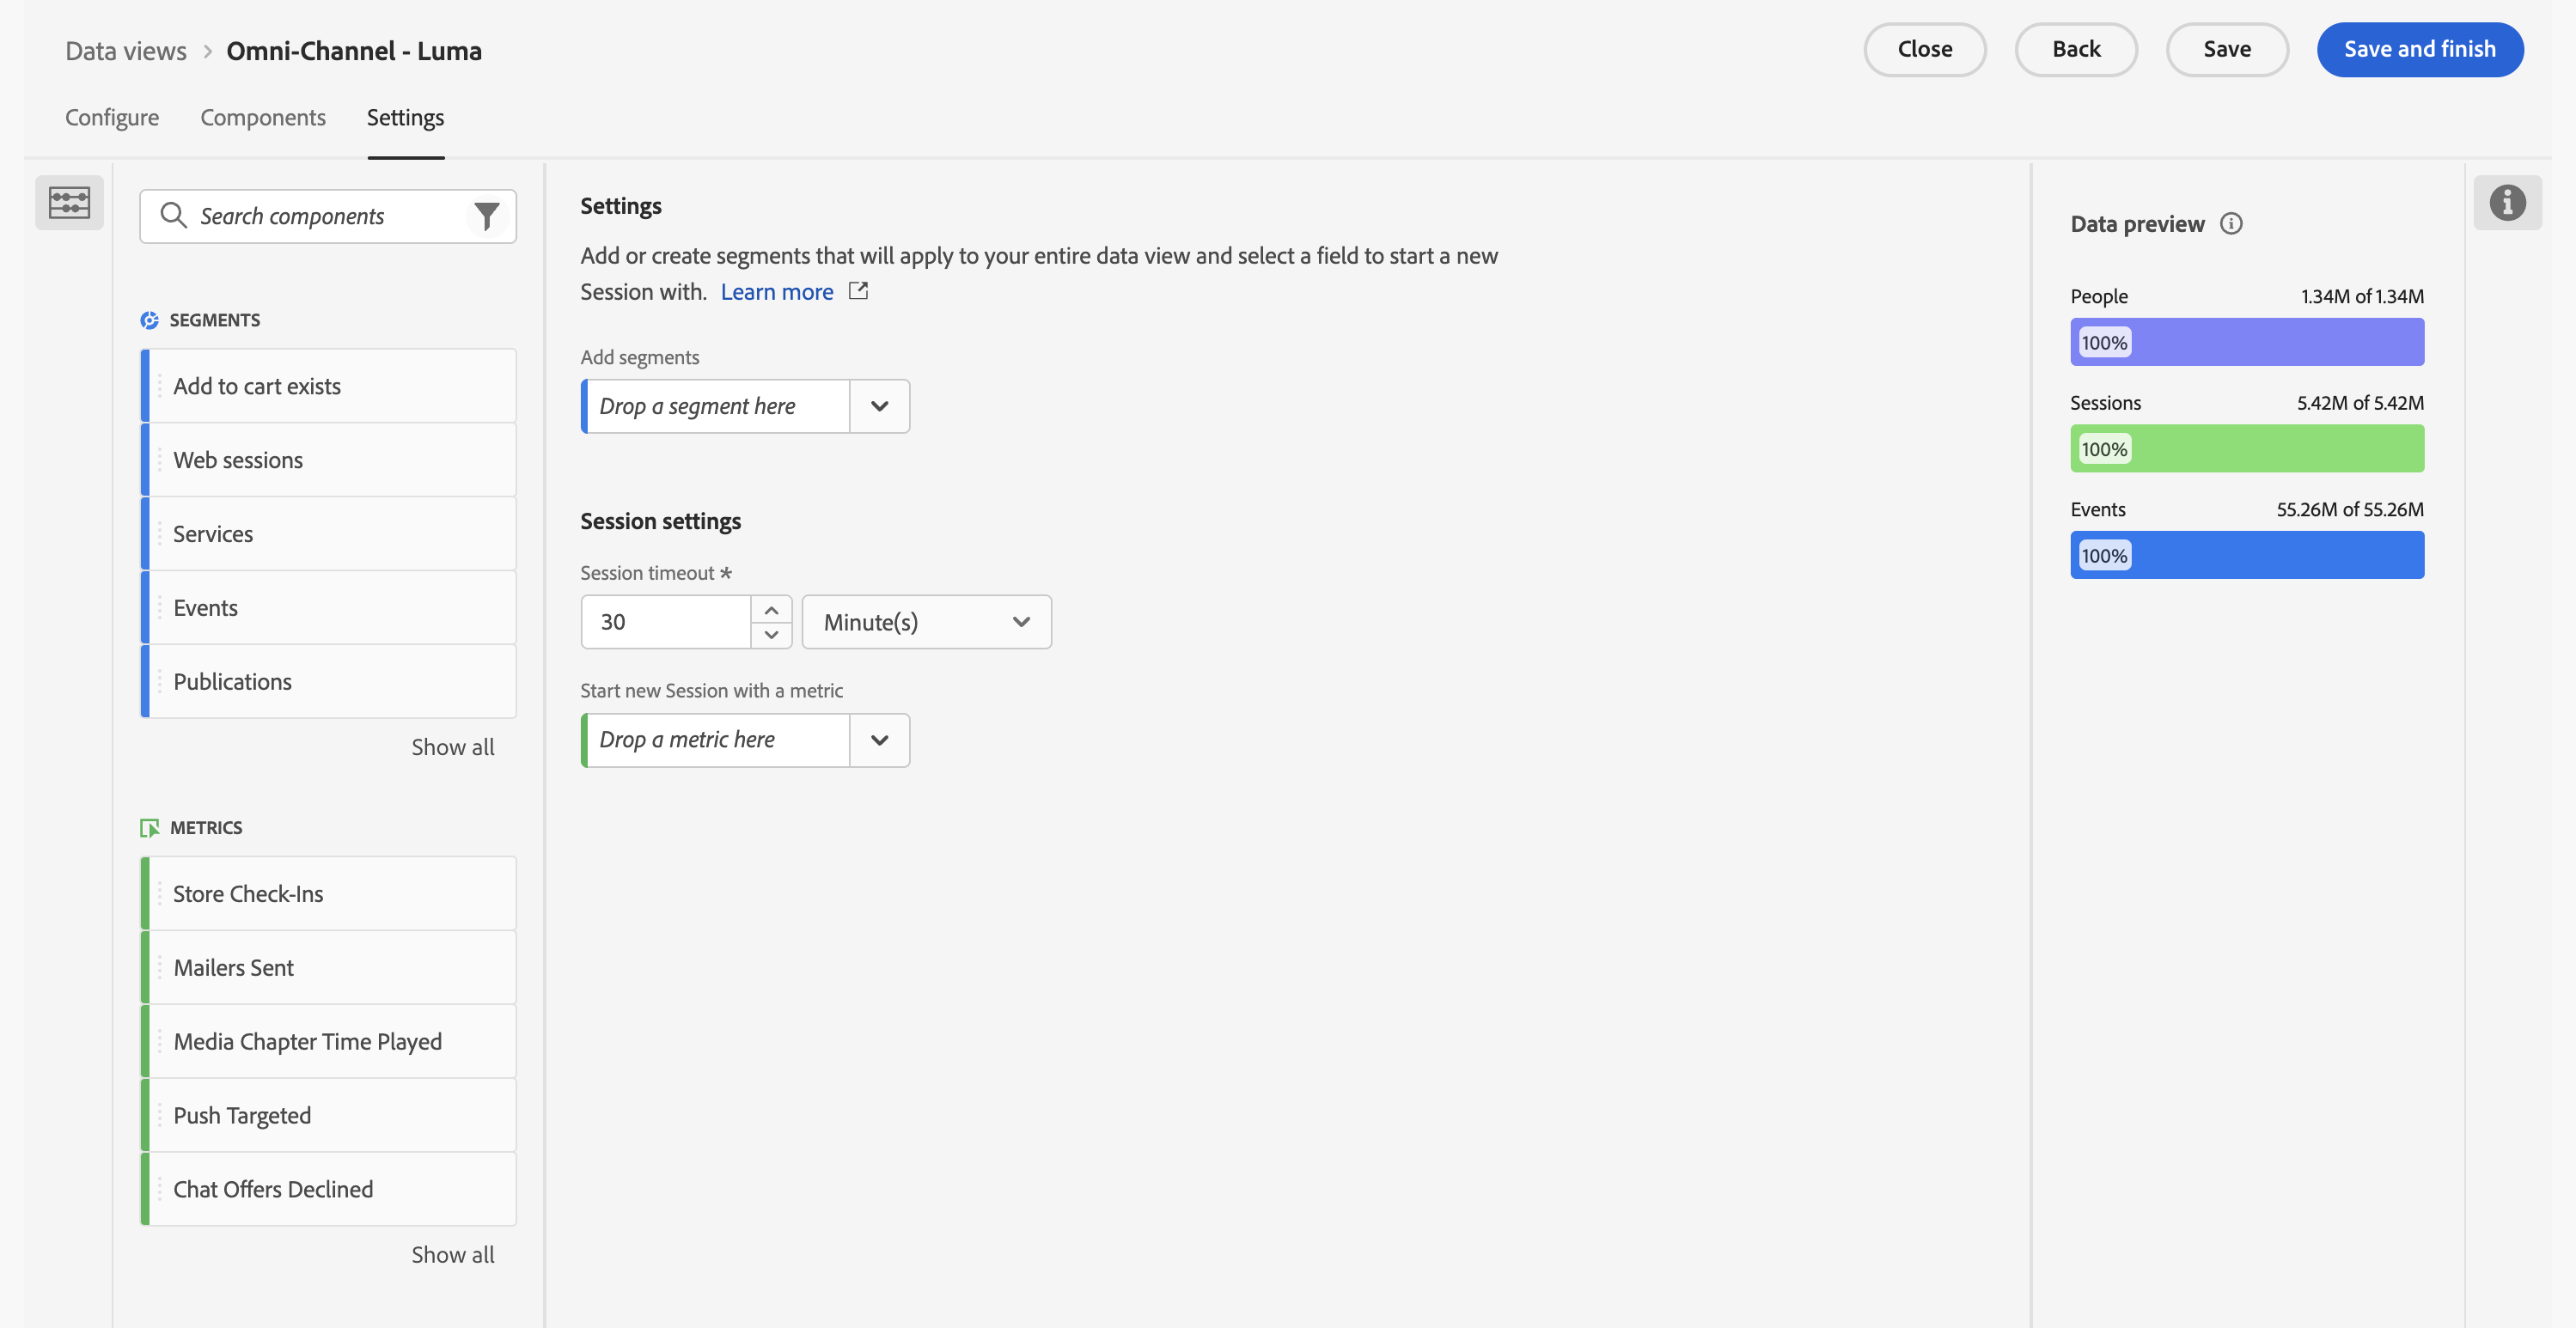 Data views > Omni-Channel - Luma
Close
Back
Save
Save and finish
Configure
Components
Settings
Search components
SEGMENTS
Add to cart exists
Web sessions
Services
Events
Publications
Show all
METRICS
Store Check-Ins
Mailers Sent
Media Chapter Time Played
Push Targeted
Chat Offers Declined
Show all
Settings
Add or create segments that will apply to your entire data view and select a field to start a new
Session with. Learn more
Add segments
Drop a segment here
Session settings
Session timeout *
30
Minute(s)
Start new Session with a metric
Drop a metric here
Data preview
People 1.34M of 1.34M
100%
Sessions 5.42M of 5.42M
100%
Events 55.26M of 55.26M
100%